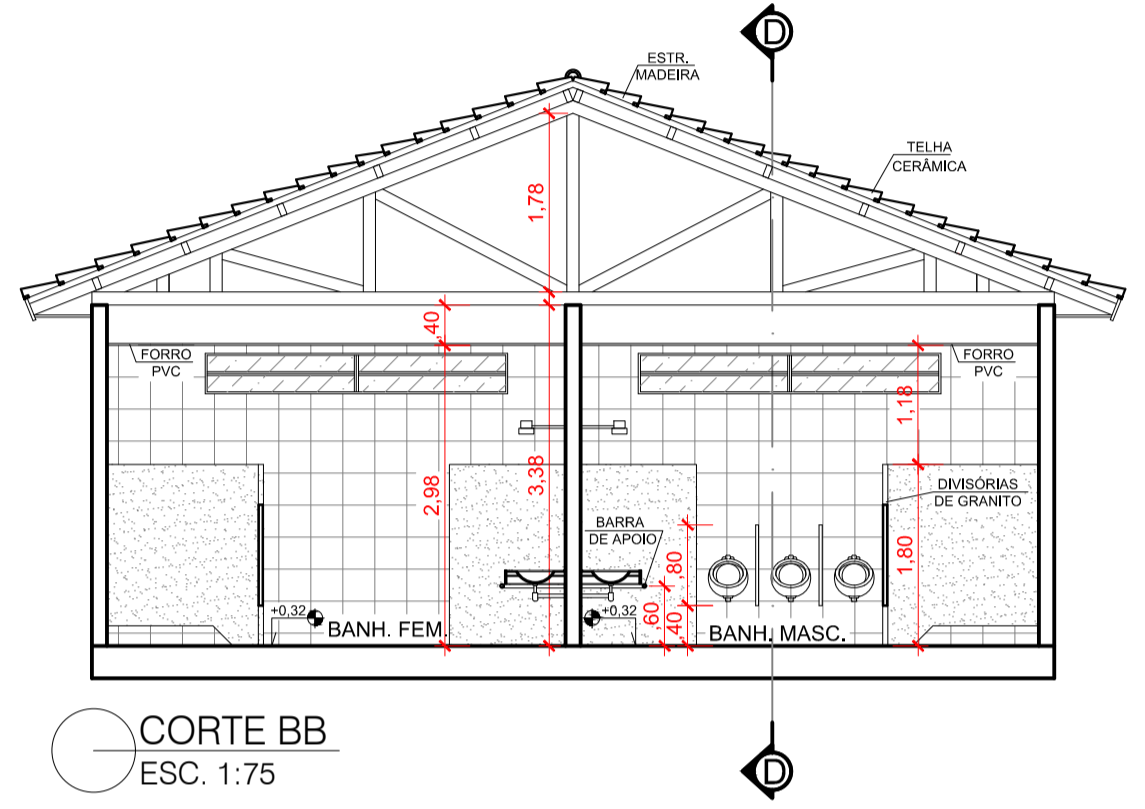 D
ESTR.
MADEIRA
TELHA
CERÂMICA
1,78
,40
FORRO
PVC
FORRO
PVC
1,18
2,98
3,38
DIVISÓRIAS
DE GRANITO
BARRA
DE APOIO
,80
1,80
+0,32
BANH. FEM.
+0,32
,60
,40
BANH. MASC.
CORTE BB
ESC. 1:75
D